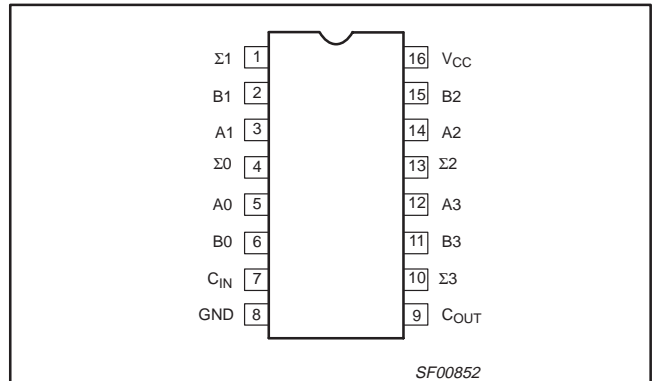 Σ1 1 16 VCC
B1 2 15 B2
A1 3 14 A2
Σ0 4 13 Σ2
A0 5 12 A3
B0 6 11 B3
CIN 7 10 Σ3
GND 8 9 COUT
SF00852